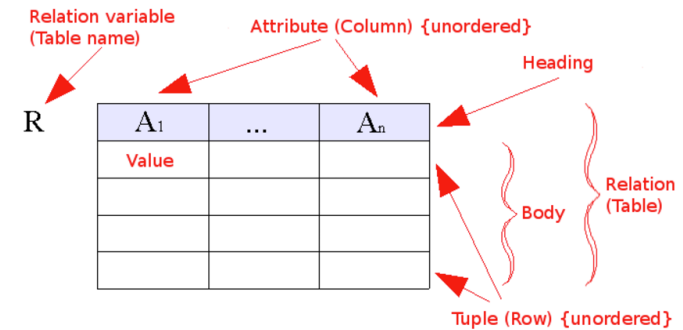 Relation variable
(Table name)
Attribute (Column) {unordered}
Heading
R
A1 ... An
Value
Body
Relation
(Table)
Tuple (Row) {unordered}